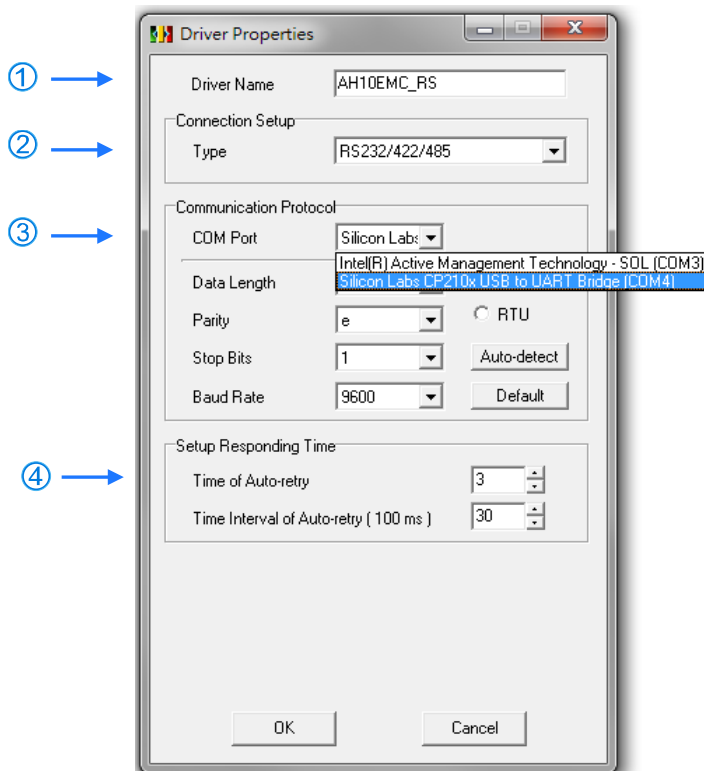 Driver Properties
① Driver Name AH10EMC_RS
Connection Setup
② Type RS232/422/485
Communication Protocol
③ COM Port Silicon Labs
Intel(R) Active Management Technology - SOL (COM3)
Data Length Silicon Labs CP210x USB to UART Bridge (COM4)
Parity e RTU
Stop Bits 1 Auto-detect
Baud Rate 9600 Default
Setup Responding Time
④ Time of Auto-retry 3
Time Interval of Auto-retry ( 100 ms ) 30
OK Cancel